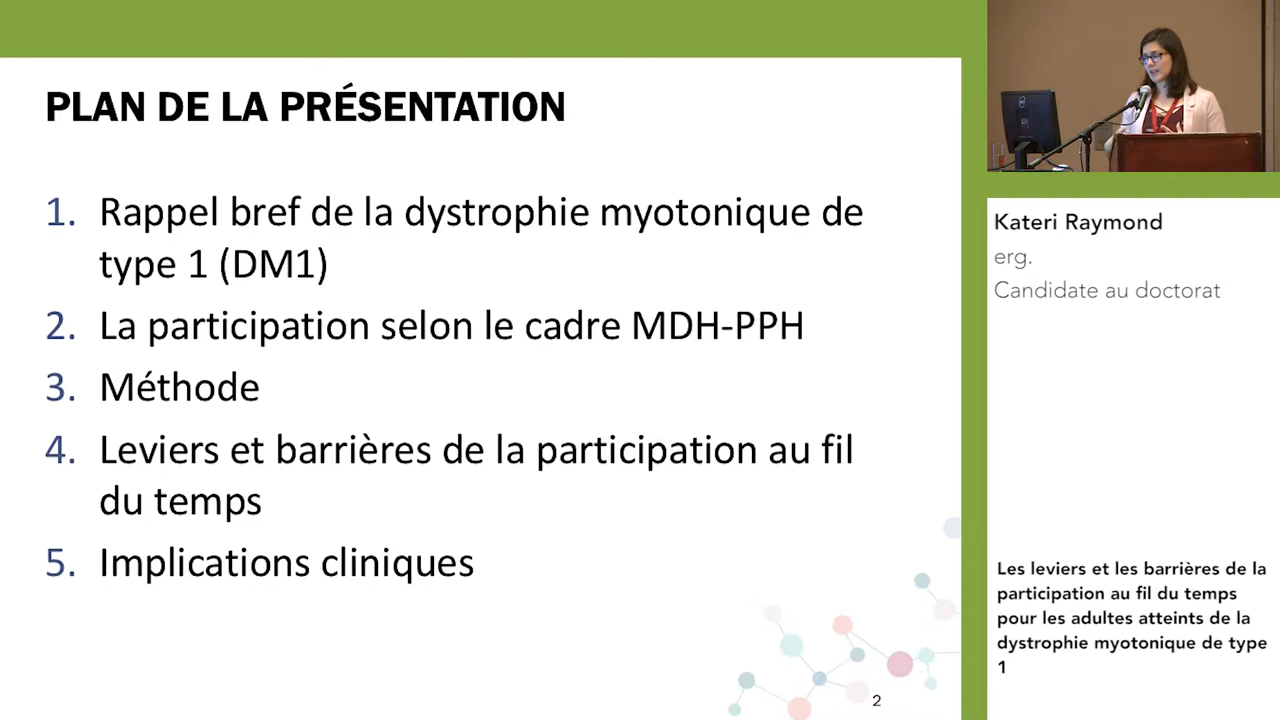 PLAN DE LA PRÉSENTATION
1. Rappel bref de la dystrophie myotonique de
type 1 (DM1)
2. La participation selon le cadre MDH-PPH
3. Méthode
4. Leviers et barrières de la participation au fil
du temps
5. Implications cliniques
2
Kateri Raymond
erg.
Candidate au doctorat
Les leviers et les barrières de la
participation au fil du temps
pour les adultes atteints de la
dystrophie myotonique de type
1